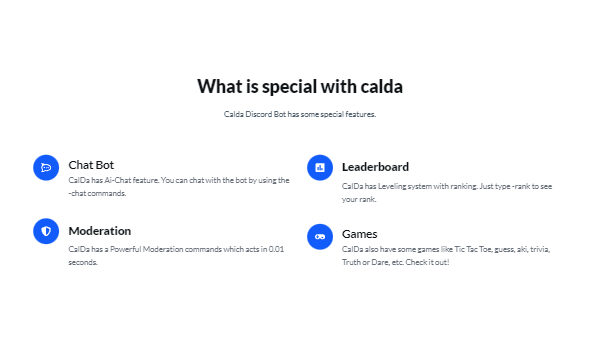 What is special with calda
Calda Discord Bot has some special features.
Chat Bot
CalDa has Ai-Chat feature. You can chat with the bot by using the
-chat commands.
Leaderboard
CalDa has Leveling system with ranking. Just type -rank to see
your rank.
Moderation
CalDa has a Powerful Moderation commands which acts in 0.01
seconds.
Games
CalDa also have some games like Tic Tac Toe, guess, aki, trivia,
Truth or Dare, etc. Check it out!